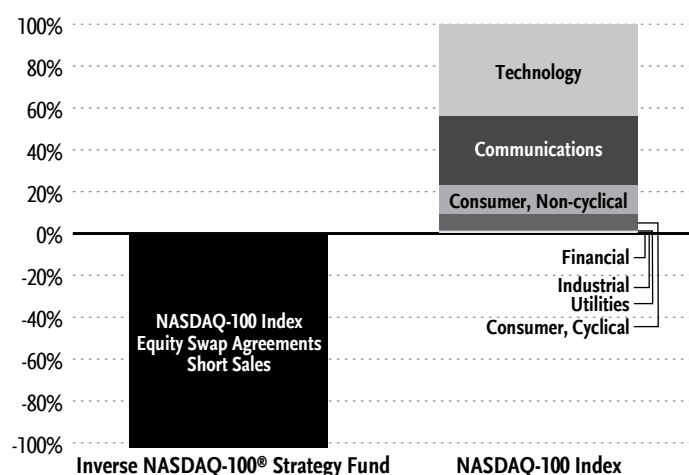 100%
80%
60%
40%
20%
0%
-20%
-40%
-60%
-80%
-100%
Technology
Communications
Consumer, Non-cyclical
Financial
Industrial
Utilities
Consumer, Cyclical
NASDAQ-100 Index
Equity Swap Agreements
Short Sales
Inverse NASDAQ-100® Strategy Fund
NASDAQ-100 Index